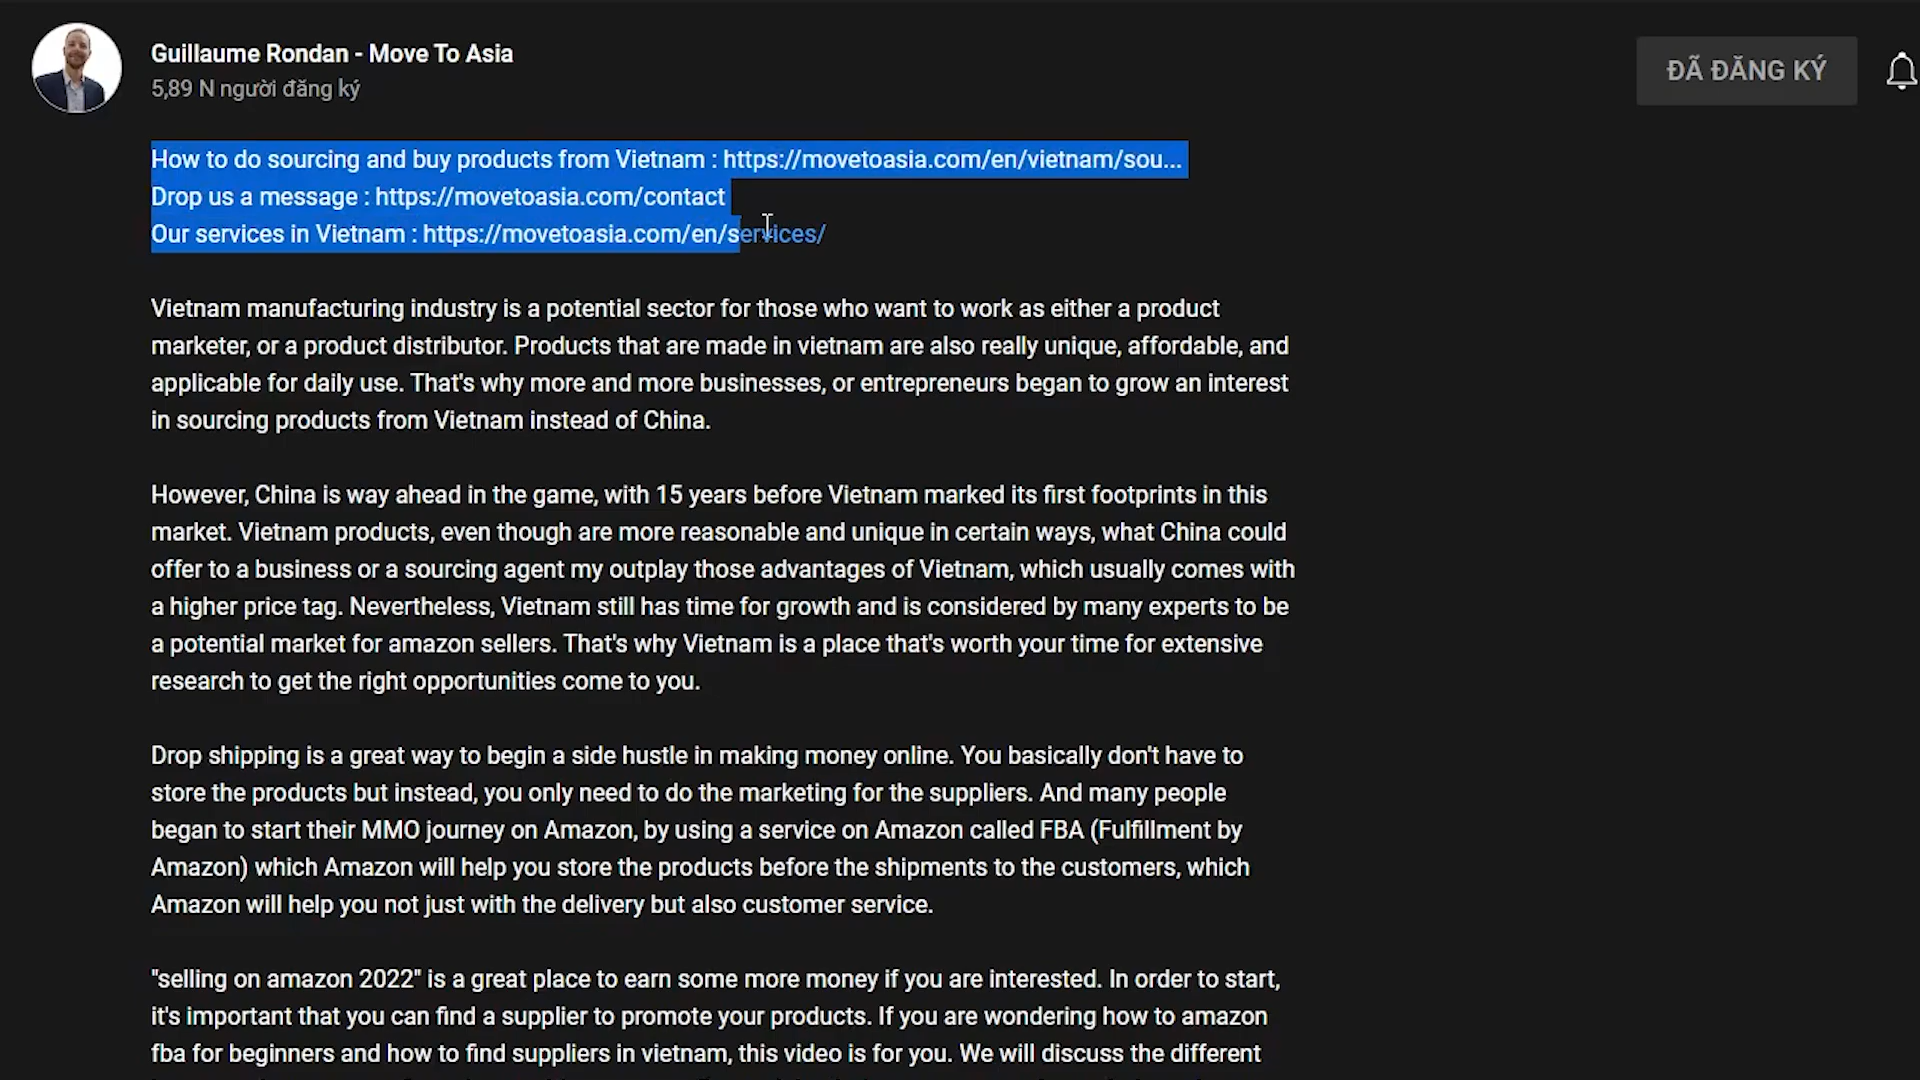 Guillaume Rondan - Move To Asia
5,89 N người đăng ký
ĐÃ ĐĂNG KÝ
How to do sourcing and buy products from Vietnam : https://movetoasia.com/en/vietnam/sou...
Drop us a message : https://movetoasia.com/contact
Our services in Vietnam : https://movetoasia.com/en/services/
Vietnam manufacturing industry is a potential sector for those who want to work as either a product
marketer, or a product distributor. Products that are made in vietnam are also really unique, affordable, and
applicable for daily use. That's why more and more businesses, or entrepreneurs began to grow an interest
in sourcing products from Vietnam instead of China.
However, China is way ahead in the game, with 15 years before Vietnam marked its first footprints in this
market. Vietnam products, even though are more reasonable and unique in certain ways, what China could
offer to a business or a sourcing agent my outplay those advantages of Vietnam, which usually comes with
a higher price tag. Nevertheless, Vietnam still has time for growth and is considered by many experts to be
a potential market for amazon sellers. That's why Vietnam is a place that's worth your time for extensive
research to get the right opportunities come to you.
Drop shipping is a great way to begin a side hustle in making money online. You basically don't have to
store the products but instead, you only need to do the marketing for the suppliers. And many people
began to start their MMO journey on Amazon, by using a service on Amazon called FBA (Fulfillment by
Amazon) which Amazon will help you store the products before the shipments to the customers, which
Amazon will help you not just with the delivery but also customer service.
"selling on amazon 2022" is a great place to earn some more money if you are interested. In order to start,
it's important that you can find a supplier to promote your products. If you are wondering how to amazon
fba for beginners and how to find suppliers in vietnam, this video is for you. We will discuss the different